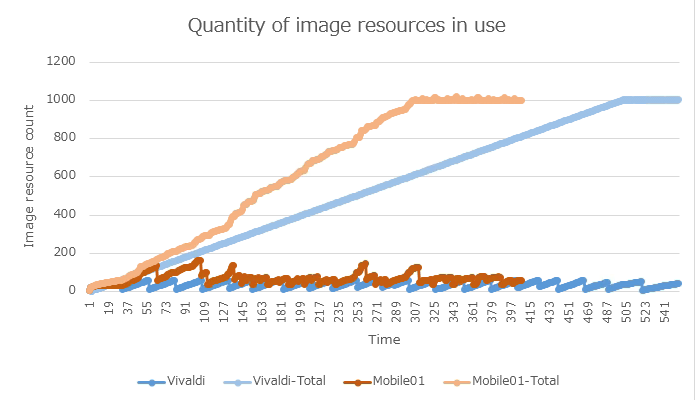 Quantity of image resources in use
1200
1000
800
600
400
200
0
Image resource count
1 19 37 55 73 91 109 127 145 163 181 199 217 235 253 271 289 307 325 343 361 379 397 415 433 451 469 487 505 523 541
Time
Vivaldi Vivaldi-Total Mobile01 Mobile01-Total